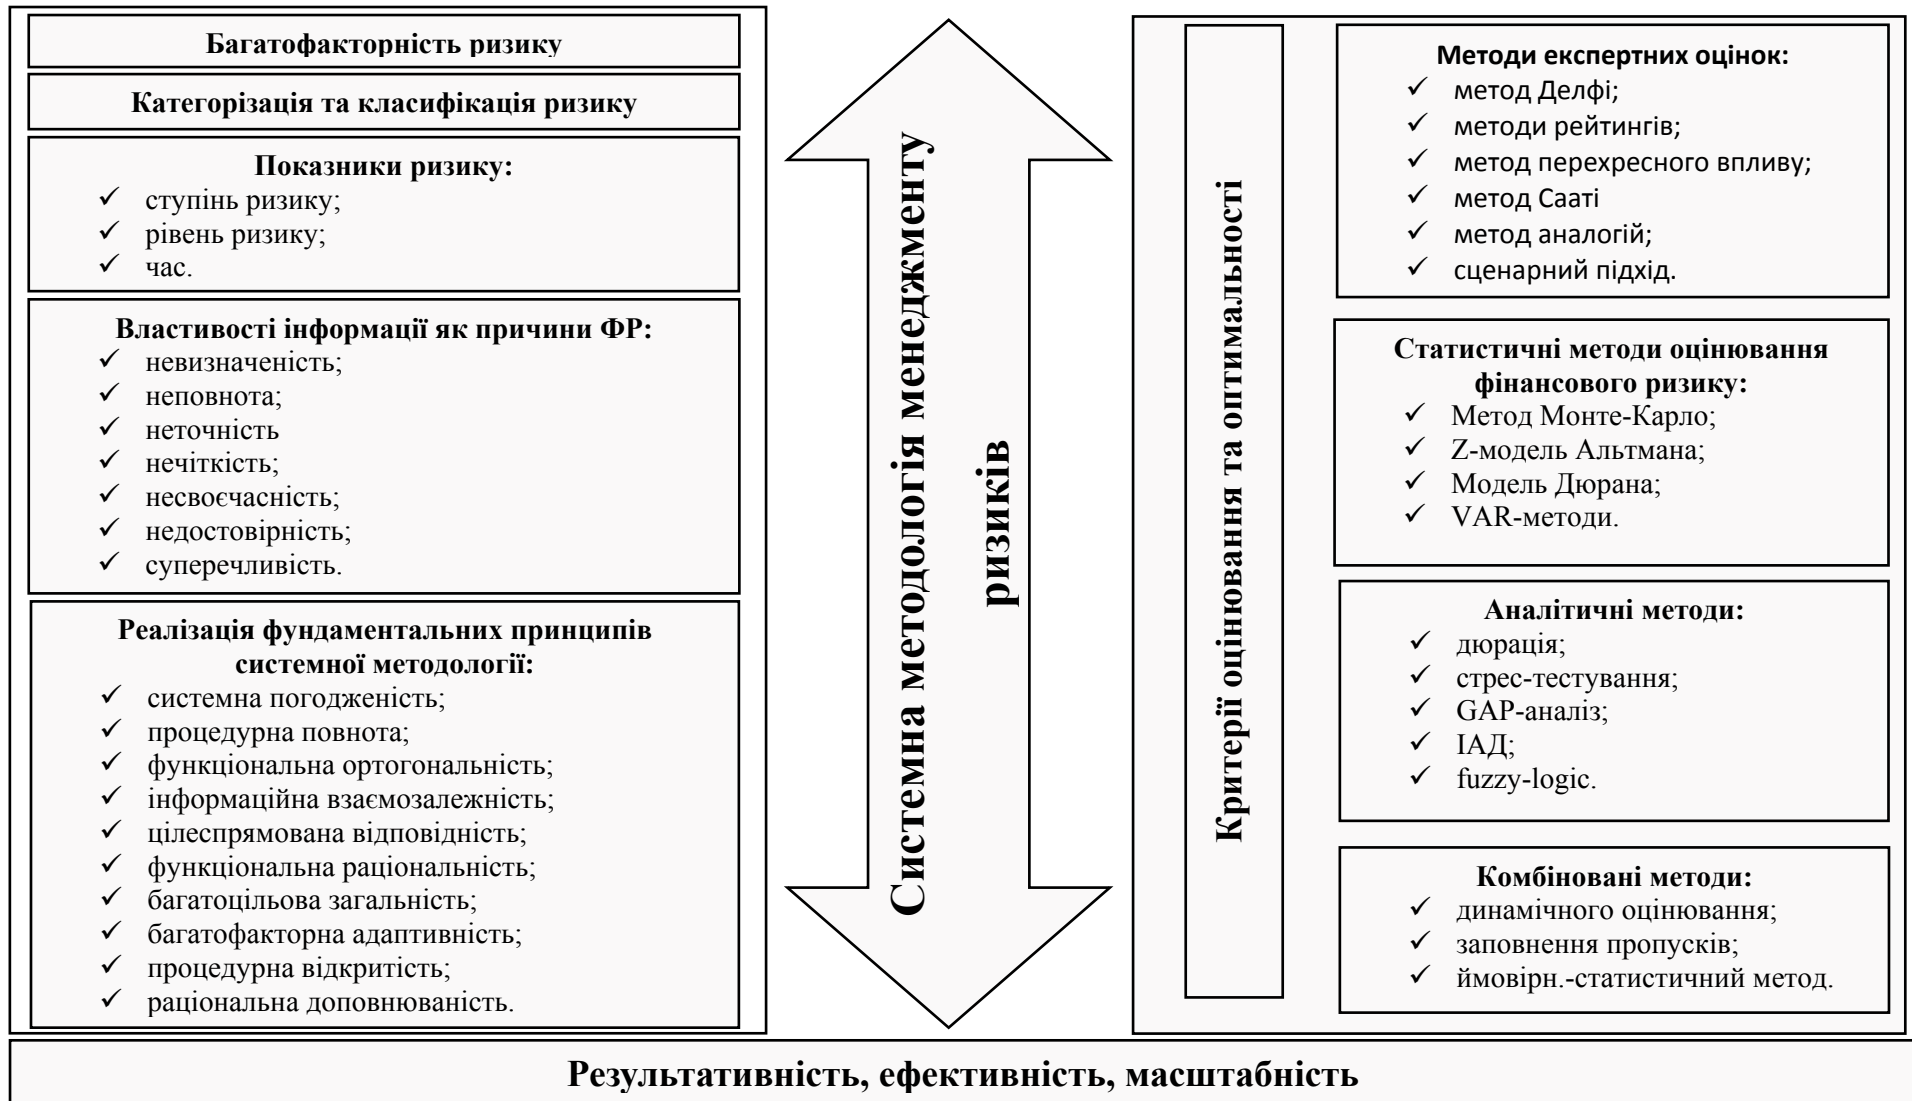 Багатофакторність ризику
Категорізація та класифікація ризику
Показники ризику:
✓ ступінь ризику;
✓ рівень ризику;
✓ час.
Властивості інформації як причини ФР:
✓ невизначеність;
✓ неповнота;
✓ неточність
✓ нечіткість;
✓ несвоєчасність;
✓ недостовірність;
✓ суперечливість.
Реалізація фундаментальних принципів
системної методології:
✓ системна погодженість;
✓ процедурна повнота;
✓ функціональна ортогональність;
✓ інформаційна взаємозалежність;
✓ цілеспрямована відповідність;
✓ функціональна раціональність;
✓ багатоцільова загальність;
✓ багатофакторна адаптивність;
✓ процедурна відкритість;
✓ раціональна доповнюваність.
Системна методологія менеджменту
ризиків
Критерії оцінювання та оптимальності
Методи експертних оцінок:
✓ метод Делфі;
✓ методи рейтингів;
✓ метод перехресного впливу;
✓ метод Сааті
✓ метод аналогій;
✓ сценарний підхід.
Статистичні методи оцінювання
фінансового ризику:
✓ Метод Монте-Карло;
✓ Z-модель Альтмана;
✓ Модель Дюрана;
✓ VAR-методи.
Аналітичні методи:
✓ дюрація;
✓ стрес-тестування;
✓ GAP-аналіз;
✓ ІАД;
✓ fuzzy-logic.
Комбіновані методи:
✓ динамічного оцінювання;
✓ заповнення пропусків;
✓ ймовірн.-статистичний метод.
Результативність, ефективність, масштабність